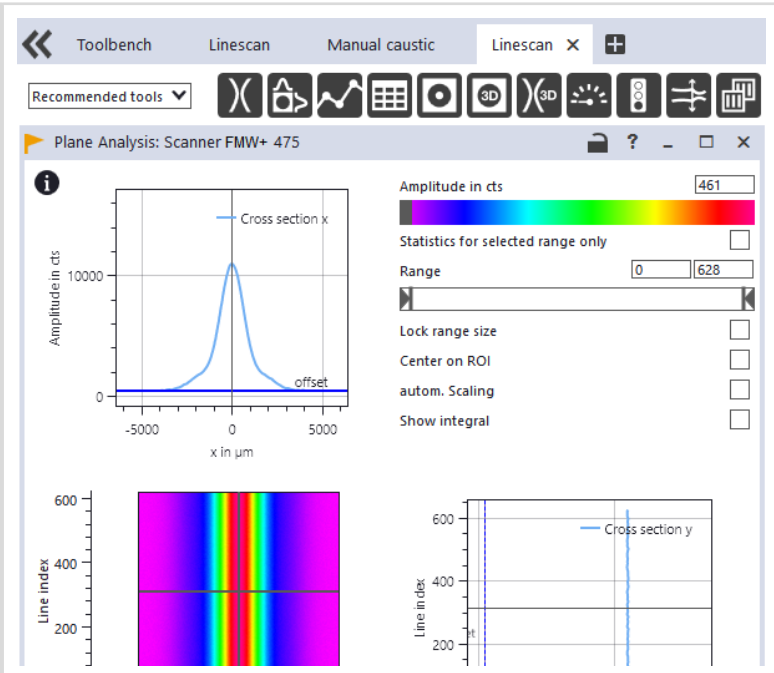 Toolbench Linescan Manual caustic Linescan ×
Recommended tools
3D 3D
Plane Analysis: Scanner FMW+ 475 ? _ □ ×
i
Amplitude in cts 461
Statistics for selected range only
Range 0 628
Lock range size
Center on ROI
autom. Scaling
Show integral
Cross section x
Amplitude in cts
10000
0
offset
-5000 0 5000
x in µm
Line index
600
400
200
Cross section y
Line index
600
400
200